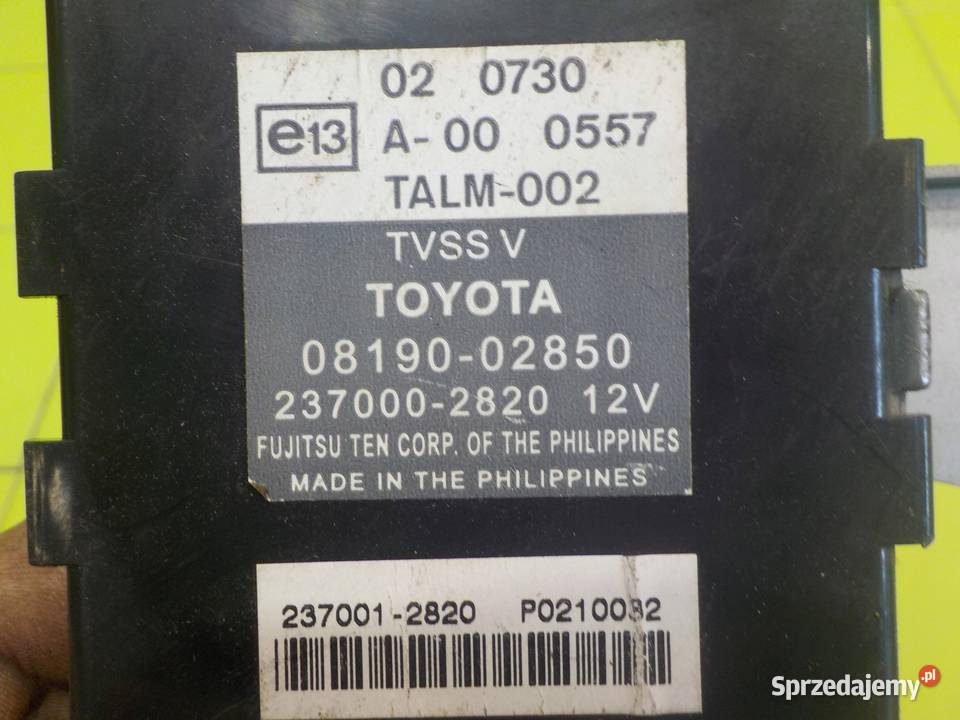 02 0730
e13 A-00 0557
TALM-002
TVSS V
TOYOTA
08190-02850
237000-2820 12V
FUJITSU TEN CORP. OF THE PHILIPPINES
MADE IN THE PHILIPPINES
237001-2820 P0210032
Sprzedajemy.pl